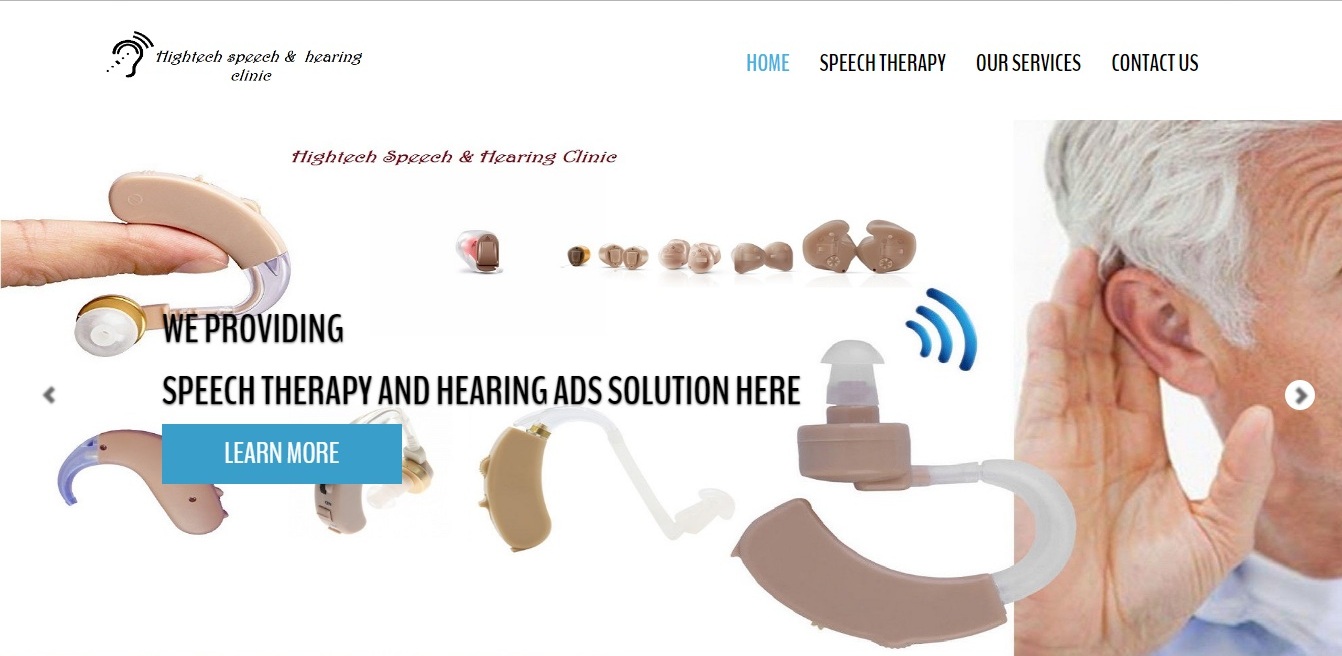 Hightech speech & hearing
clinic
HOME SPEECH THERAPY OUR SERVICES CONTACT US
Hightech Speech & Hearing Clinic
WE PROVIDING
SPEECH THERAPY AND HEARING ADS SOLUTION HERE
LEARN MORE